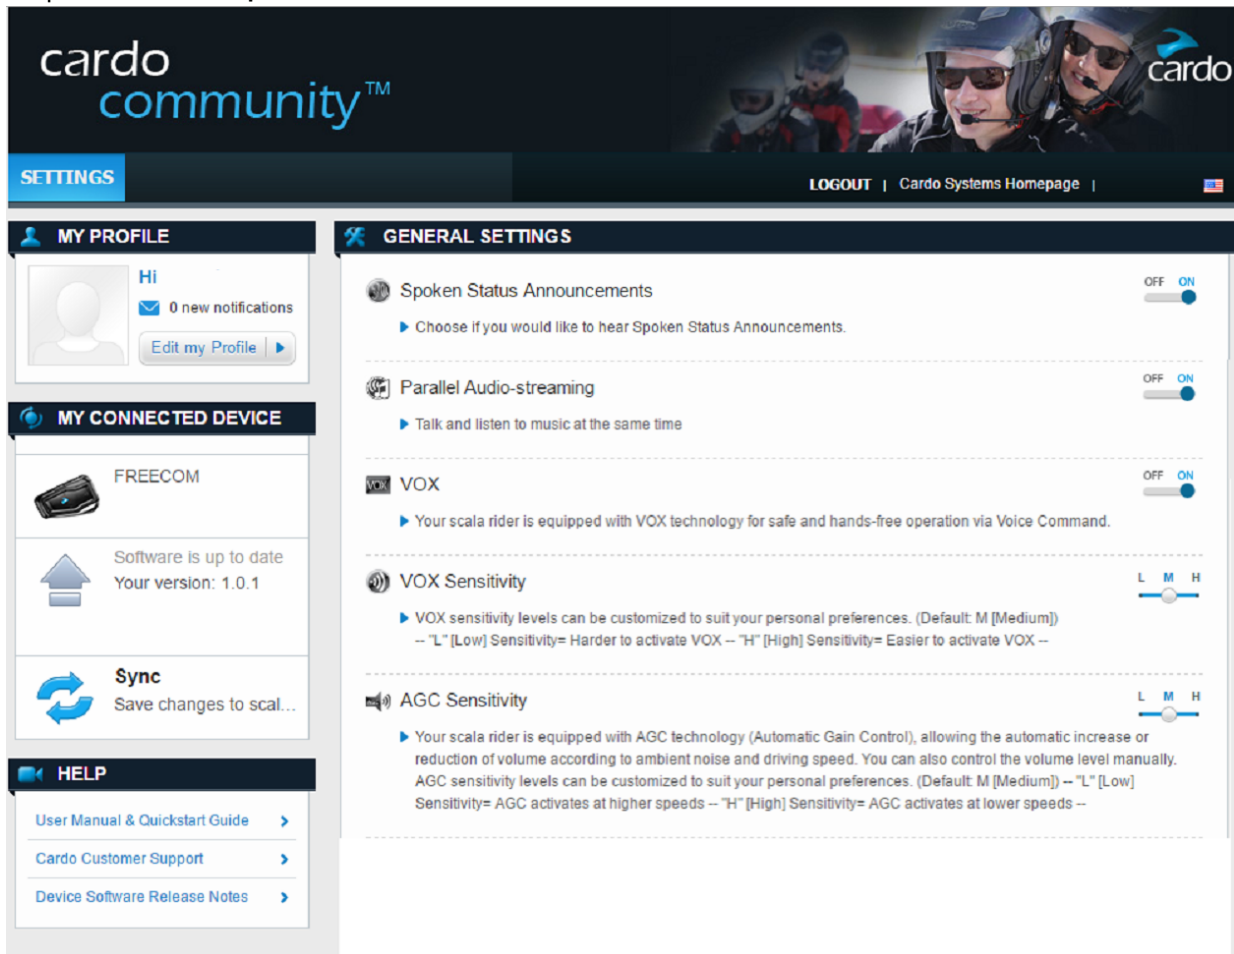 cardo
community™
cardo
SETTINGS
LOGOUT | Cardo Systems Homepage |
MY PROFILE
Hi
0 new notifications
Edit my Profile
MY CONNECTED DEVICE
FREECOM
Software is up to date
Your version: 1.0.1
Sync
Save changes to scal...
HELP
User Manual & Quickstart Guide
Cardo Customer Support
Device Software Release Notes
GENERAL SETTINGS
Spoken Status Announcements
OFF ON
Choose if you would like to hear Spoken Status Announcements.
Parallel Audio-streaming
OFF ON
Talk and listen to music at the same time
VOX VOX
OFF ON
Your scala rider is equipped with VOX technology for safe and hands-free operation via Voice Command.
VOX Sensitivity
L M H
VOX sensitivity levels can be customized to suit your personal preferences. (Default: M [Medium])
-- "L" [Low] Sensitivity= Harder to activate VOX -- "H" [High] Sensitivity= Easier to activate VOX --
AGC Sensitivity
L M H
Your scala rider is equipped with AGC technology (Automatic Gain Control), allowing the automatic increase or
reduction of volume according to ambient noise and driving speed. You can also control the volume level manually.
AGC sensitivity levels can be customized to suit your personal preferences. (Default: M [Medium]) -- "L" [Low]
Sensitivity= AGC activates at higher speeds -- "H" [High] Sensitivity= AGC activates at lower speeds --